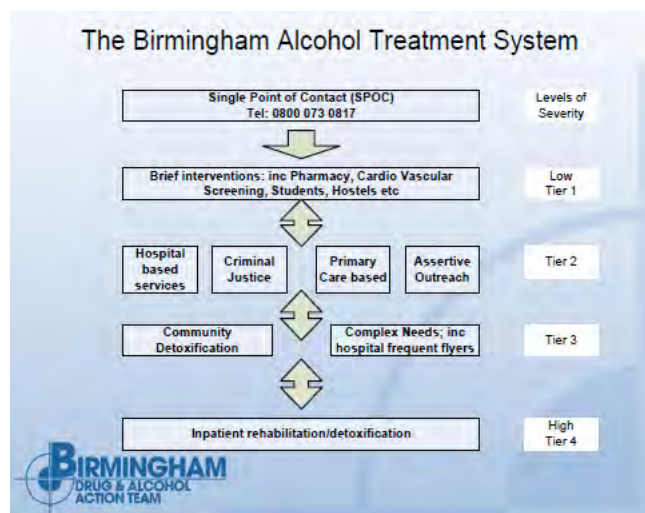 The Birmingham Alcohol Treatment System
Single Point of Contact (SPOC)
Tel: 0800 073 0817
Levels of
Severity
Brief interventions: inc Pharmacy, Cardio Vascular
Screening, Students, Hostels etc
Low
Tier 1
Hospital
based
services
Criminal
Justice
Primary
Care based
Assertive
Outreach
Tier 2
Community
Detoxification
Complex Needs; inc
hospital frequent flyers
Tier 3
Inpatient rehabilitation/detoxification
High
Tier 4
BIRMINGHAM
DRUG & ALCOHOL
ACTION TEAM